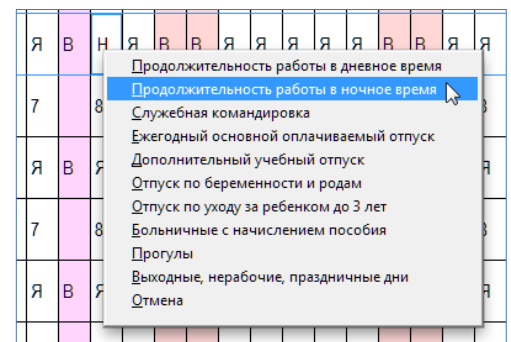 Я В Н Я В В Я Я Я Я Я В В Я Я
Продолжительность работы в дневное время
Продолжительность работы в ночное время
7 8
Служебная командировка
Ежегодный основной оплачиваемый отпуск
Я В Я
Дополнительный учебный отпуск
Отпуск по беременности и родам
Отпуск по уходу за ребенком до 3 лет
7 8
Больничные с начислением пособия
Прогулы
Выходные, нерабочие, праздничные дни
Я В Я
Отмена